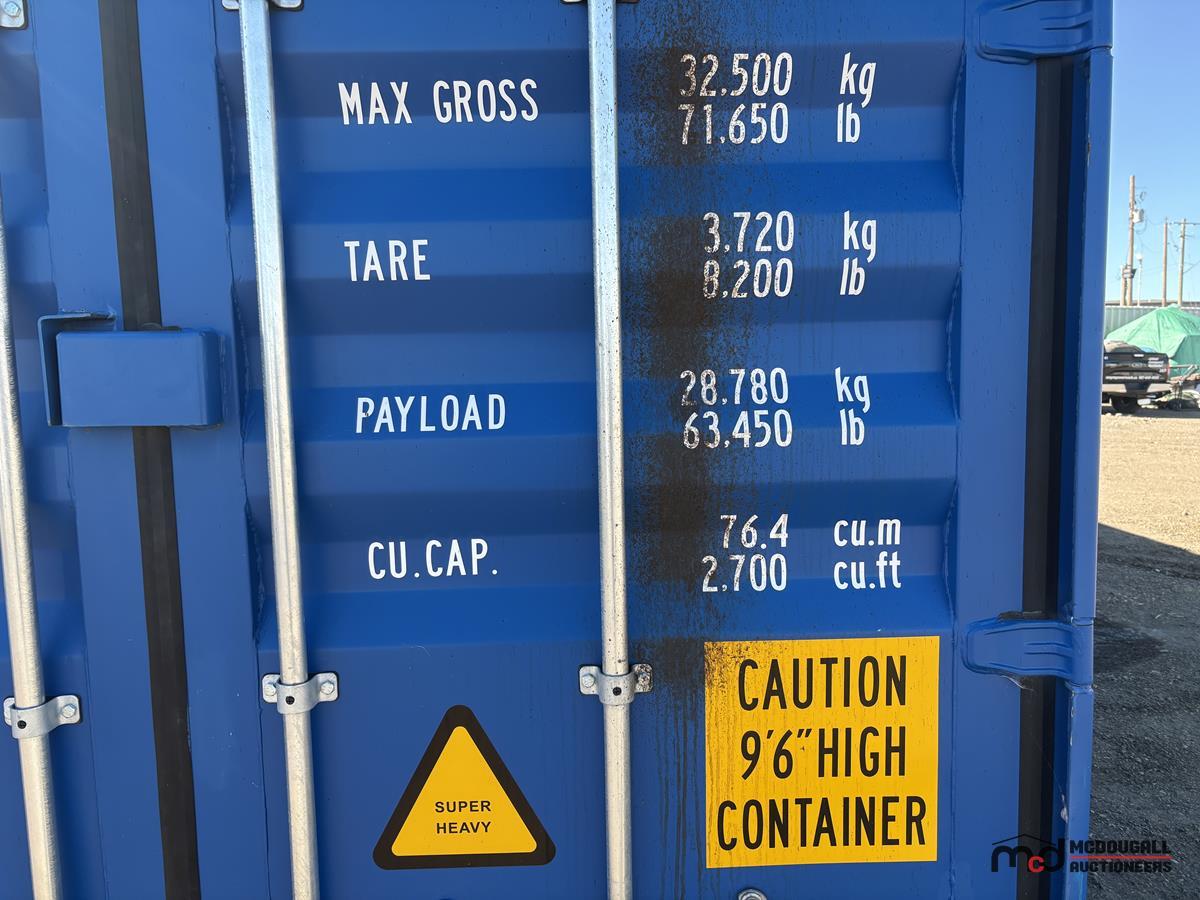 MAX GROSS 32.500 kg
71.650 lb
TARE 3.720 kg
8.200 lb
PAYLOAD 28.780 kg
63.450 lb
CU.CAP. 76.4 cu.m
2.700 cu.ft
SUPER
HEAVY
CAUTION
9'6" HIGH
CONTAINER
mcd MCDOUGALL
AUCTIONEERS